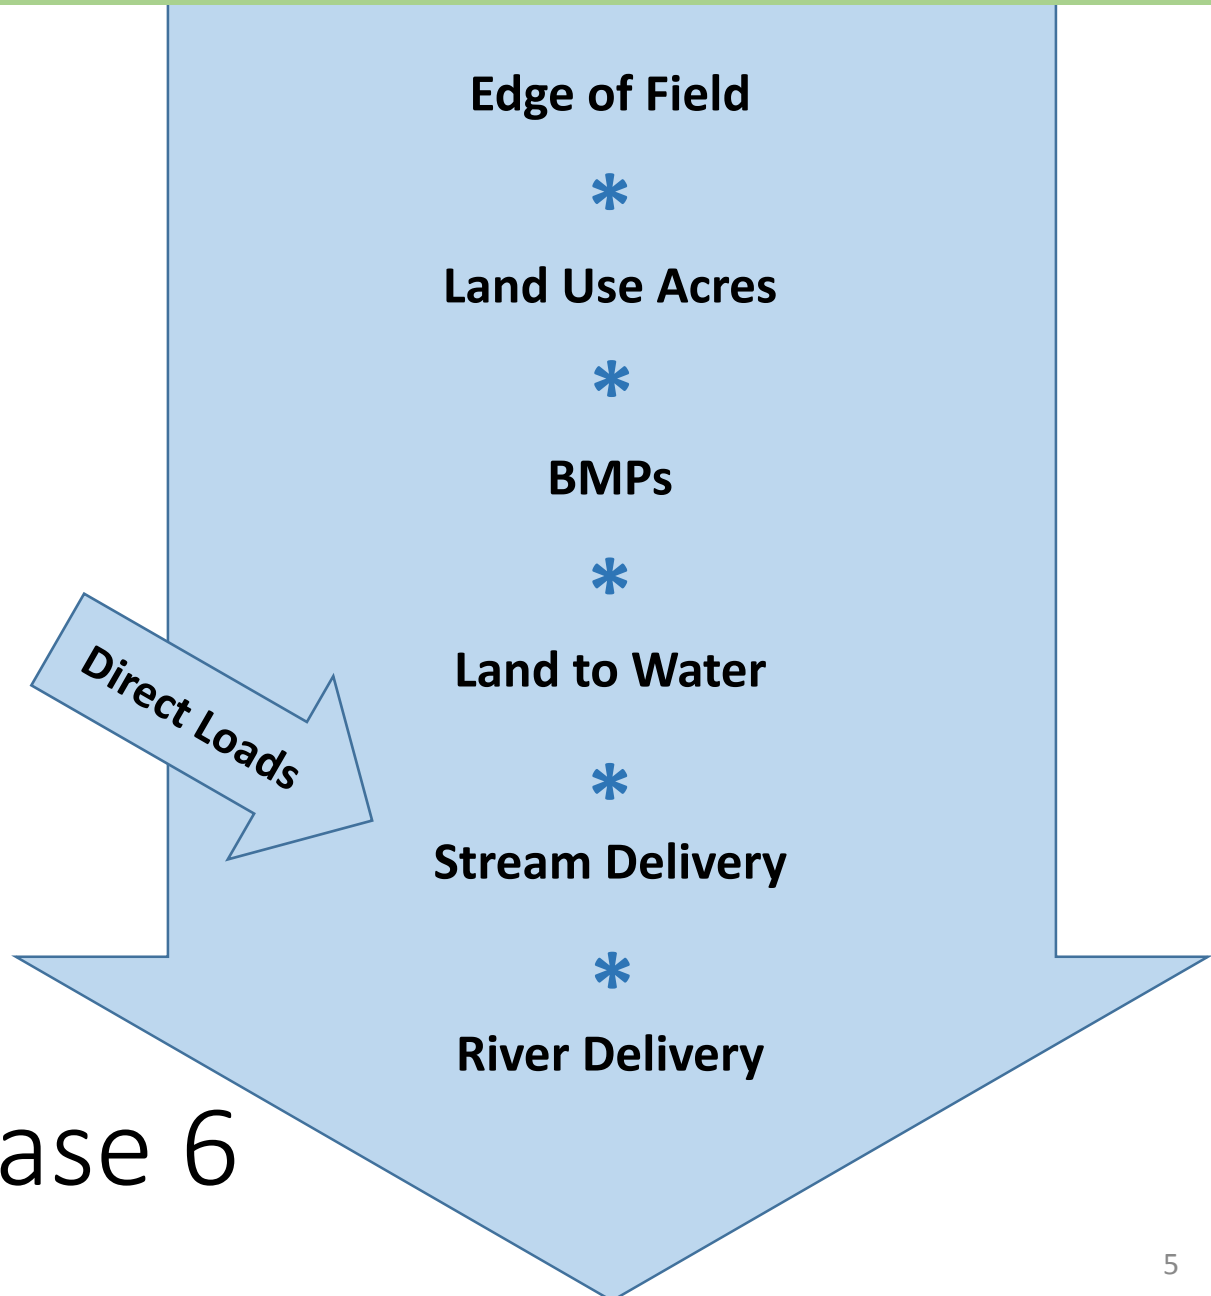 Edge of Field
*
Land Use Acres
*
BMPs
*
Land to Water
Direct Loads
*
Stream Delivery
*
River Delivery
ase 6
5